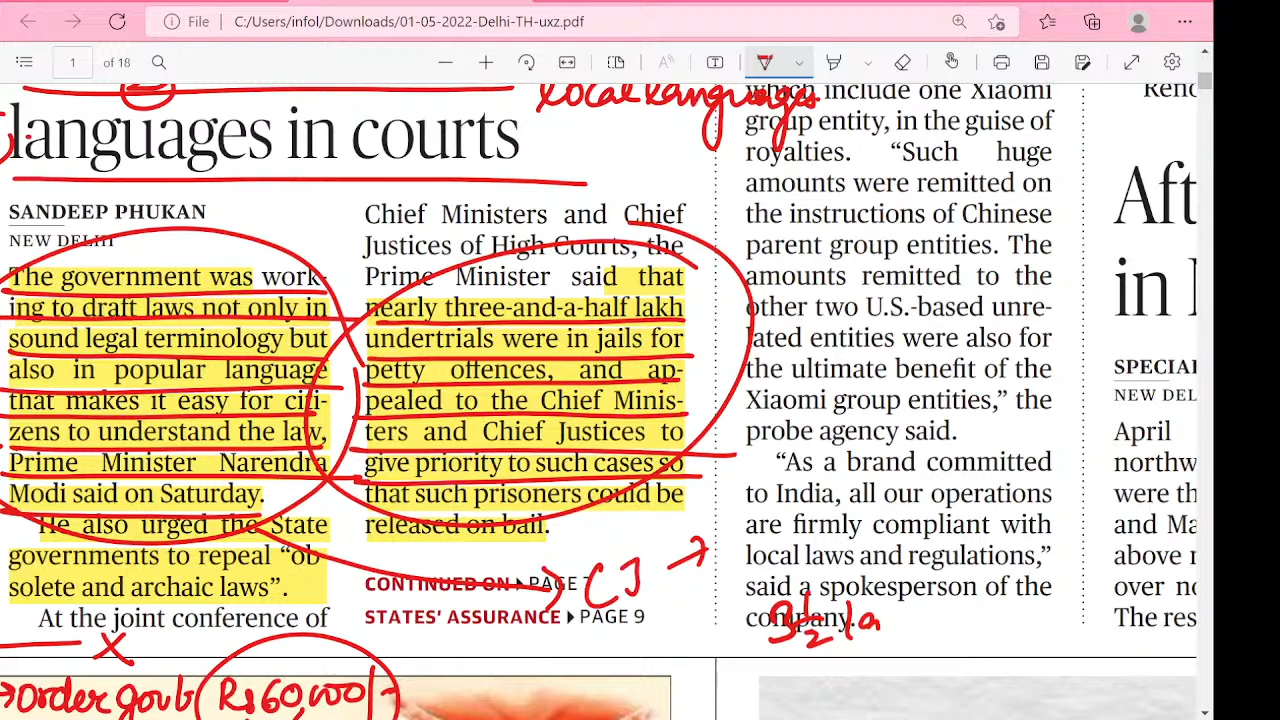 File
C:/Users/infol/Downloads/01-05-2022-Delhi-TH-uxz.pdf
1 of 18
local languages
languages in courts
SANDEEP PHUKAN
NEW DELHI
The government was work-
ing to draft laws not only in
sound legal terminology but
also in popular language
that makes it easy for citi-
zens to understand the law,
Prime Minister Narendra
Modi said on Saturday.
He also urged the State
governments to repeal “ob-
solete and archaic laws”.
At the joint conference of
Chief Ministers and Chief
Justices of High Courts, the
Prime Minister said that
nearly three-and-a-half lakh
undertrials were in jails for
petty offences, and ap-
pealed to the Chief Minis-
ters and Chief Justices to
give priority to such cases so
that such prisoners could be
released on bail.
CONTINUED ON PAGE 7
STATES’ ASSURANCE PAGE 9
CJ →
which include one Xiaomi
group entity, in the guise of
royalties. “Such huge
amounts were remitted on
the instructions of Chinese
parent group entities. The
amounts remitted to the
other two U.S.-based unre-
lated entities were also for
the ultimate benefit of the
Xiaomi group entities,” the
probe agency said.
“As a brand committed
to India, all our operations
are firmly compliant with
local laws and regulations,”
said a spokesperson of the
company.
3 1/2 la
Aft
in
SPECIAL
NEW DEL
April
northw
were th
and Ma
above
over no
The res
→order govt Rs 60,000/-